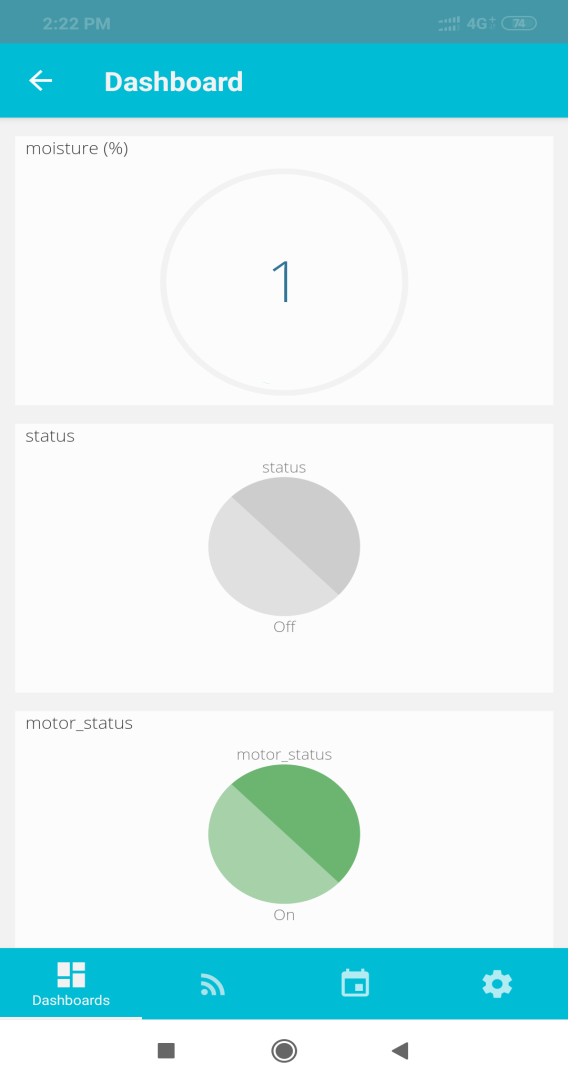 2:22 PM 4G+ 74
Dashboard
moisture (%)
1
status
status
Off
motor_status
motor_status
On
Dashboards